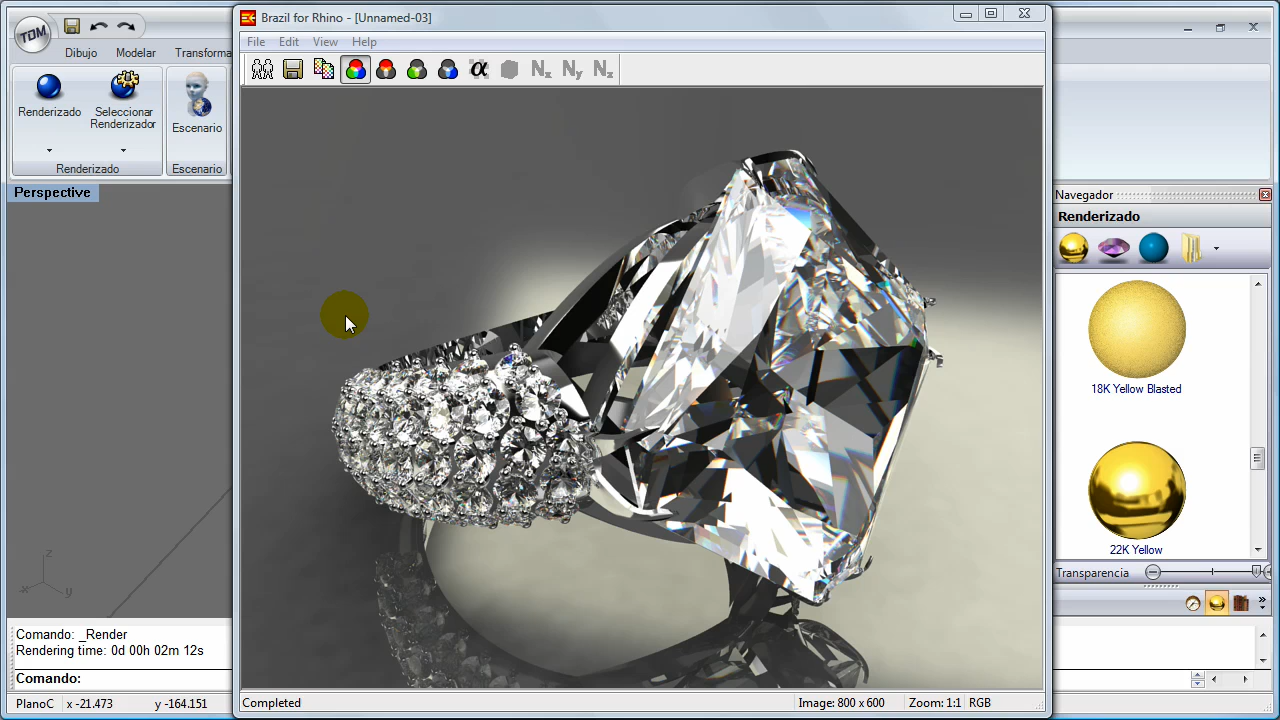 TDM
Dibujo
Modelar
Transforma
Renderizado
Seleccionar
Renderizador
Escenario
Renderizado
Escenario
Perspective
z
x
y
Brazil for Rhino - [Unnamed-03]
File Edit View Help
α Nx Ny Nz
Completed
Image: 800 x 600
Zoom: 1:1
RGB
Navegador
Renderizado
18K Yellow Blasted
22K Yellow
Transparencia
Comando: _Render
Rendering time: 0d 00h 02m 12s
Comando:
PlanoC
x -21.473
y -164.151